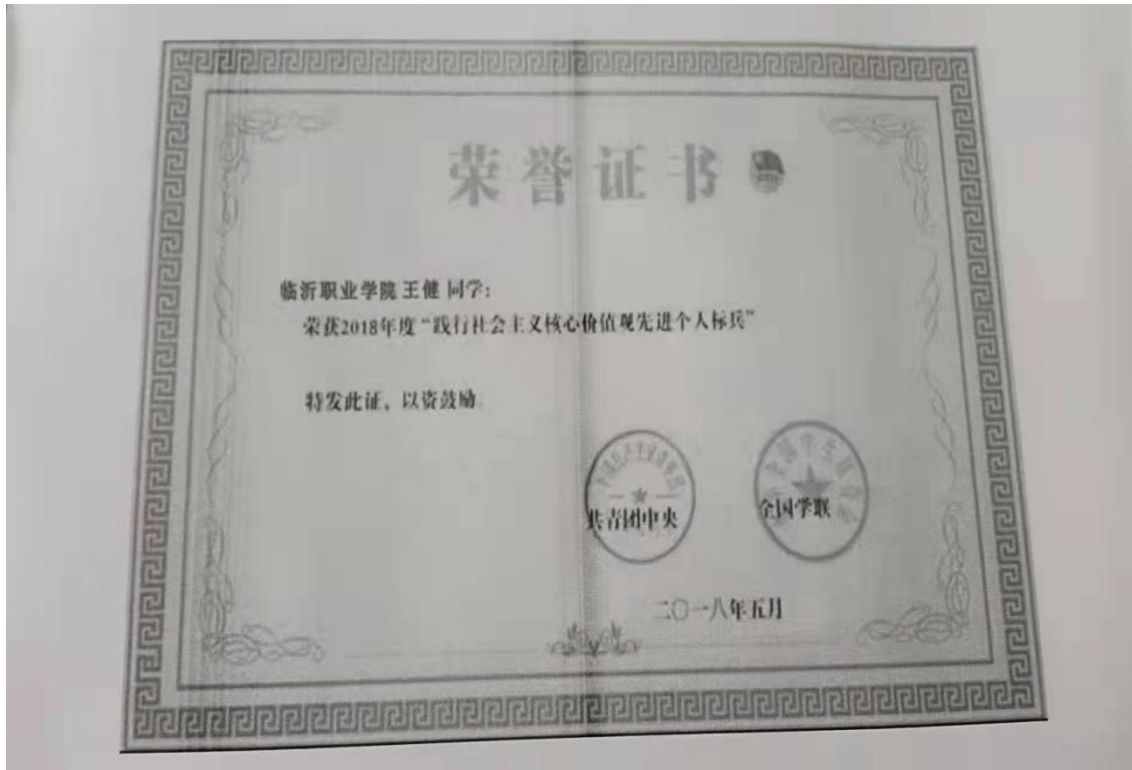 荣誉证书
临沂职业学院 王健 同学：
荣获2018年度“践行社会主义核心价值观先进个人标兵”
特发此证，以资鼓励
共青团中央
全国学联
二〇一八年五月